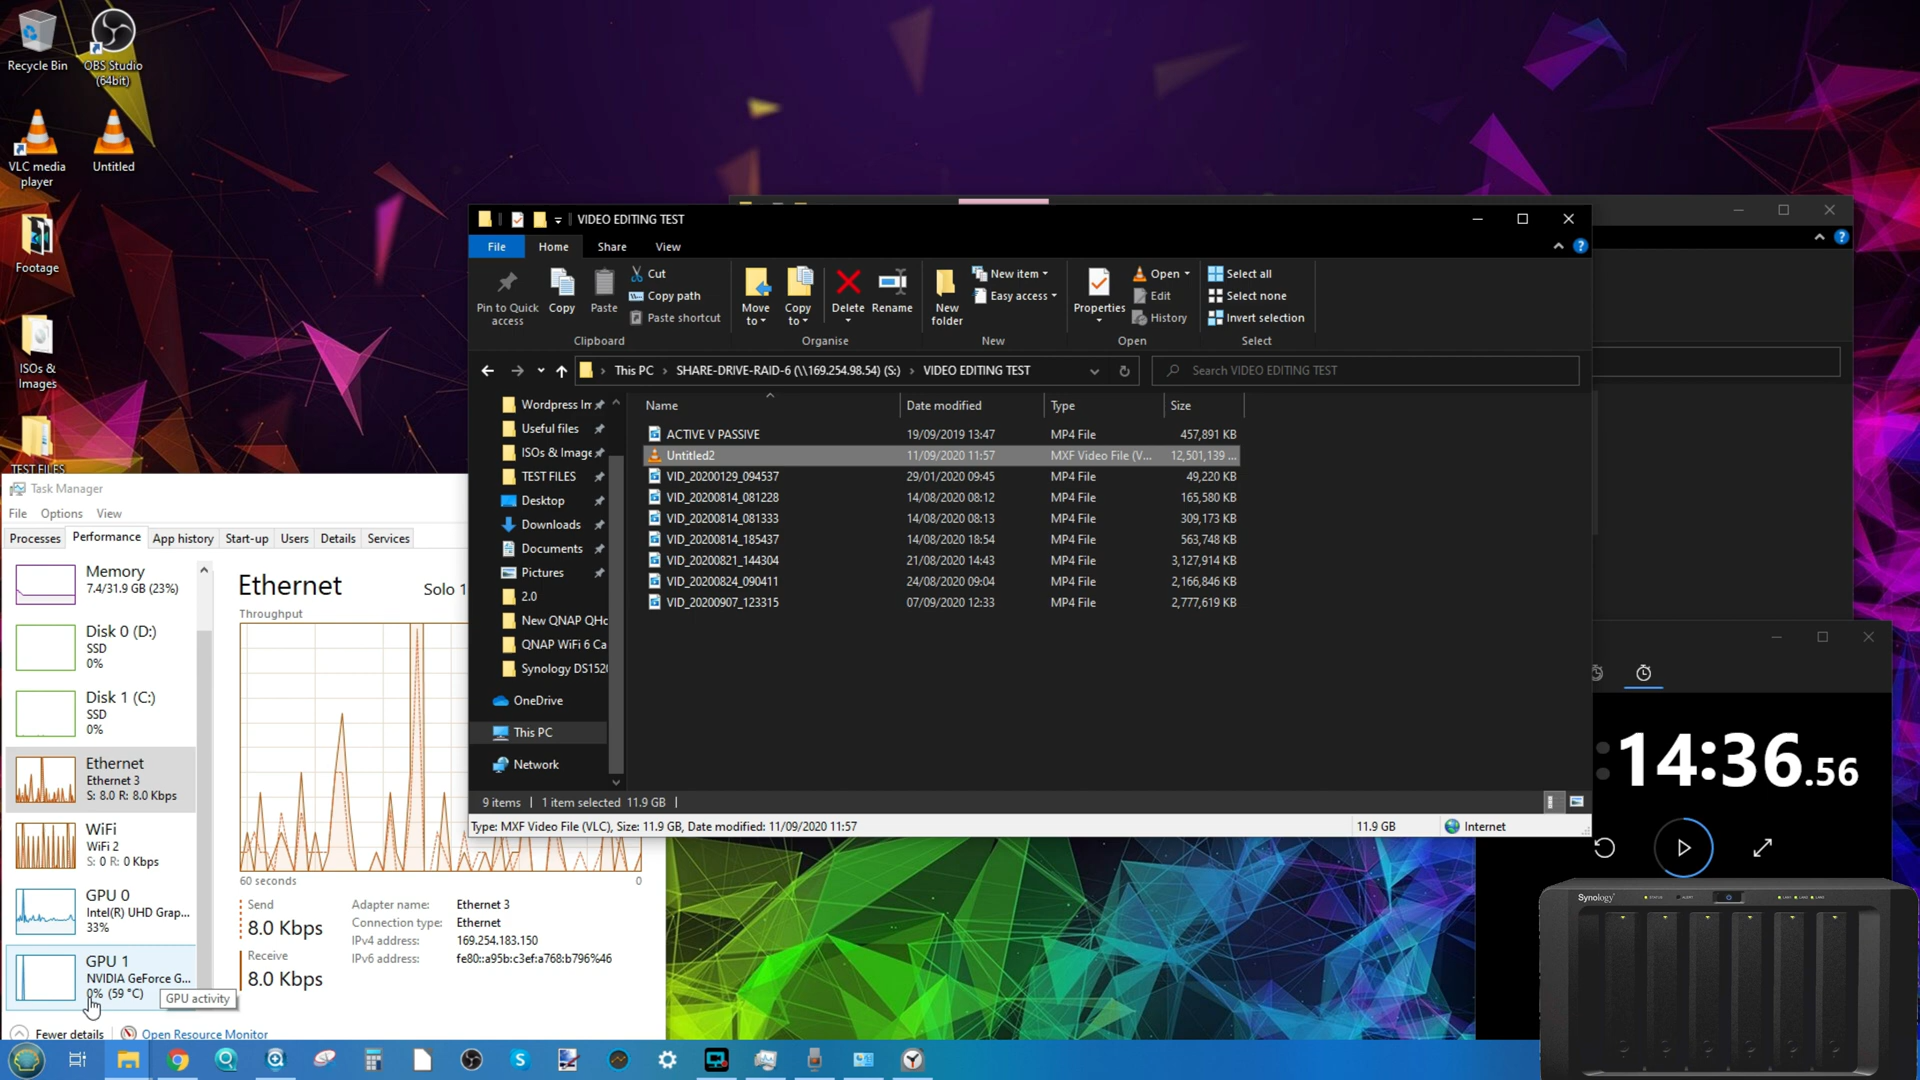 Recycle Bin
OBS Studio
(64bit)
VLC media
player
Untitled
Footage
ISOs &
Images
TEST FILES
VIDEO EDITING TEST
File
Home
Share
View
Pin to Quick
access
Copy
Paste
Cut
Copy path
Paste shortcut
Clipboard
Move
to
Copy
to
Delete
Rename
Organise
New
folder
New item
Easy access
New
Properties
Open
Edit
History
Open
Select all
Select none
Invert selection
Select
This PC
SHARE-DRIVE-RAID-6 (\\169.254.98.54) (S:)
VIDEO EDITING TEST
Search VIDEO EDITING TEST
Wordpress Im
Useful files
ISOs & Image
TEST FILES
Desktop
Downloads
Documents
Pictures
2.0
New QNAP QHc
QNAP WiFi 6 Ca
Synology DS152
OneDrive
This PC
Network
Name Date modified Type Size
ACTIVE V PASSIVE 19/09/2019 13:47 MP4 File 457,891 KB
Untitled2 11/09/2020 11:57 MXF Video File (V... 12,501,139 ...
VID_20200129_094537 29/01/2020 09:45 MP4 File 49,220 KB
VID_20200814_081228 14/08/2020 08:12 MP4 File 165,580 KB
VID_20200814_081333 14/08/2020 08:13 MP4 File 309,173 KB
VID_20200814_185437 14/08/2020 18:54 MP4 File 563,748 KB
VID_20200821_144304 21/08/2020 14:43 MP4 File 3,127,914 KB
VID_20200824_090411 24/08/2020 09:04 MP4 File 2,166,846 KB
VID_20200907_123315 07/09/2020 12:33 MP4 File 2,777,619 KB
9 items 1 item selected 11.9 GB
Type: MXF Video File (VLC), Size: 11.9 GB, Date modified: 11/09/2020 11:57
11.9 GB
Internet
Task Manager
File Options View
Processes Performance App history Start-up Users Details Services
Memory
7.4/31.9 GB (23%)
Disk 0 (D:)
SSD
0%
Disk 1 (C:)
SSD
0%
Ethernet
Ethernet 3
S: 8.0 R: 8.0 Kbps
WiFi
WiFi 2
S: 0 R: 0 Kbps
GPU 0
Intel(R) UHD Grap...
33%
GPU 1
NVIDIA GeForce G...
0% (59 °C)
GPU activity
Ethernet
Solo 1
Throughput
60 seconds
0
Send
8.0 Kbps
Receive
8.0 Kbps
Adapter name: Ethernet 3
Connection type: Ethernet
IPv4 address: 169.254.183.150
IPv6 address: fe80::a95b:c3ef:a768:b796%46
Fewer details
Open Resource Monitor
14:36.56
Synology